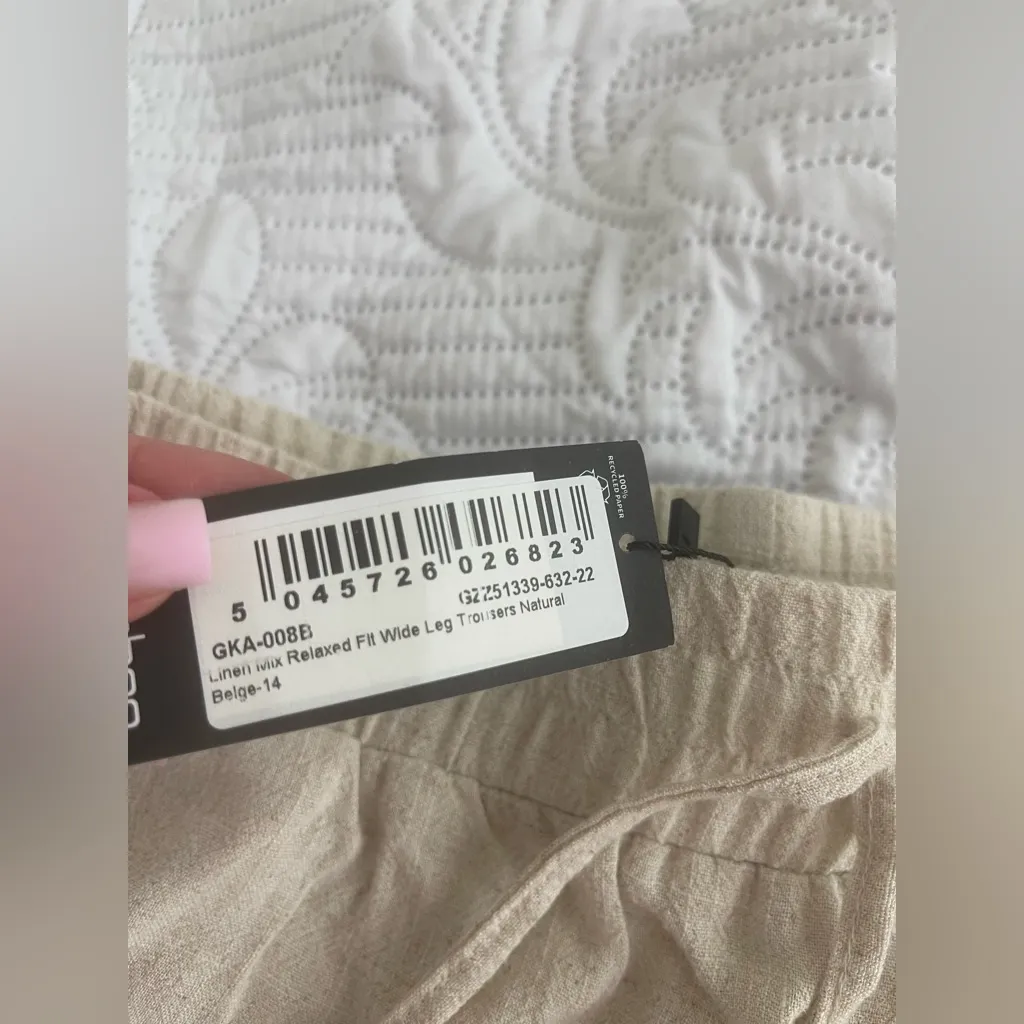 100%
RECYCLED PAPER
5 045726 026823
GKA-008B GZZ51339-632-22
Linen Mix Relaxed Fit Wide Leg Trousers Natural
Beige-14